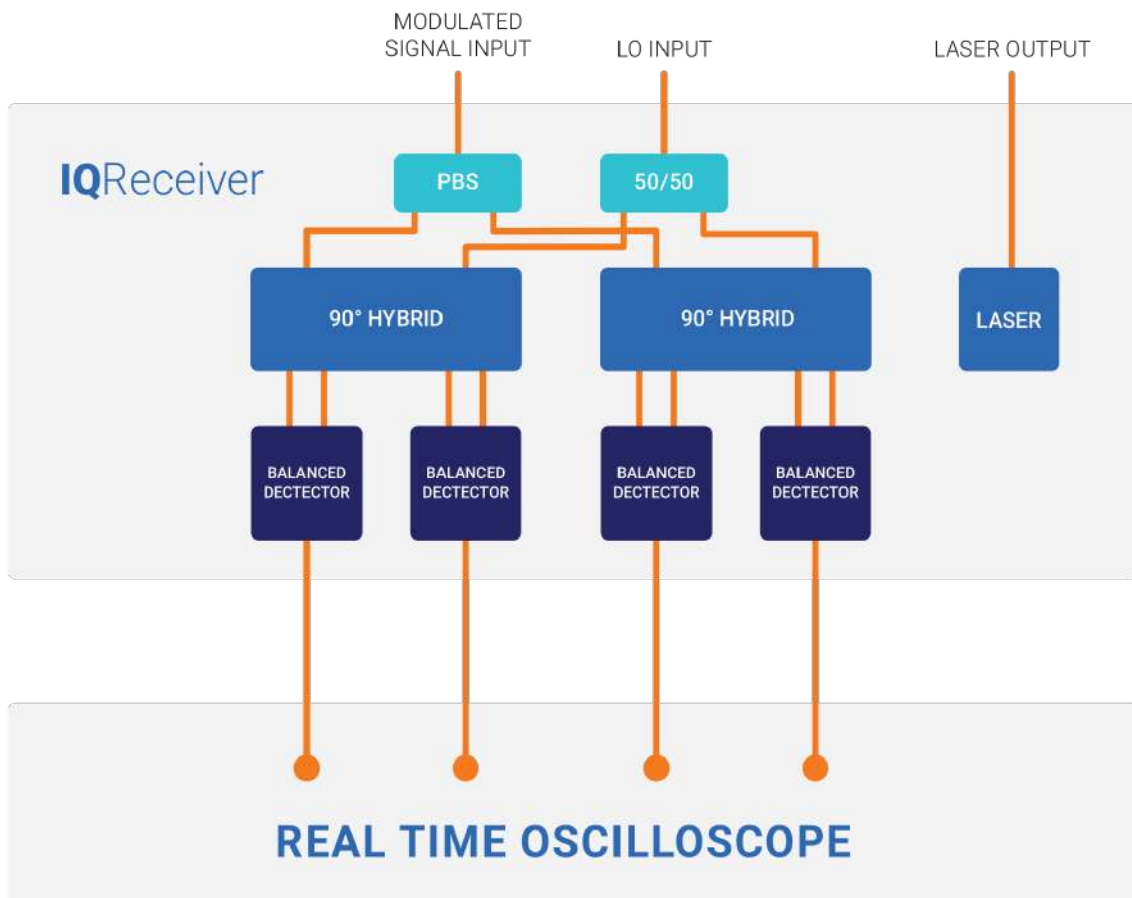 MODULATED
SIGNAL INPUT
LO INPUT
LASER OUTPUT
IQReceiver
PBS
50/50
90° HYBRID
90° HYBRID
LASER
BALANCED
DECTECTOR
BALANCED
DECTECTOR
BALANCED
DECTECTOR
BALANCED
DECTECTOR
REAL TIME OSCILLOSCOPE